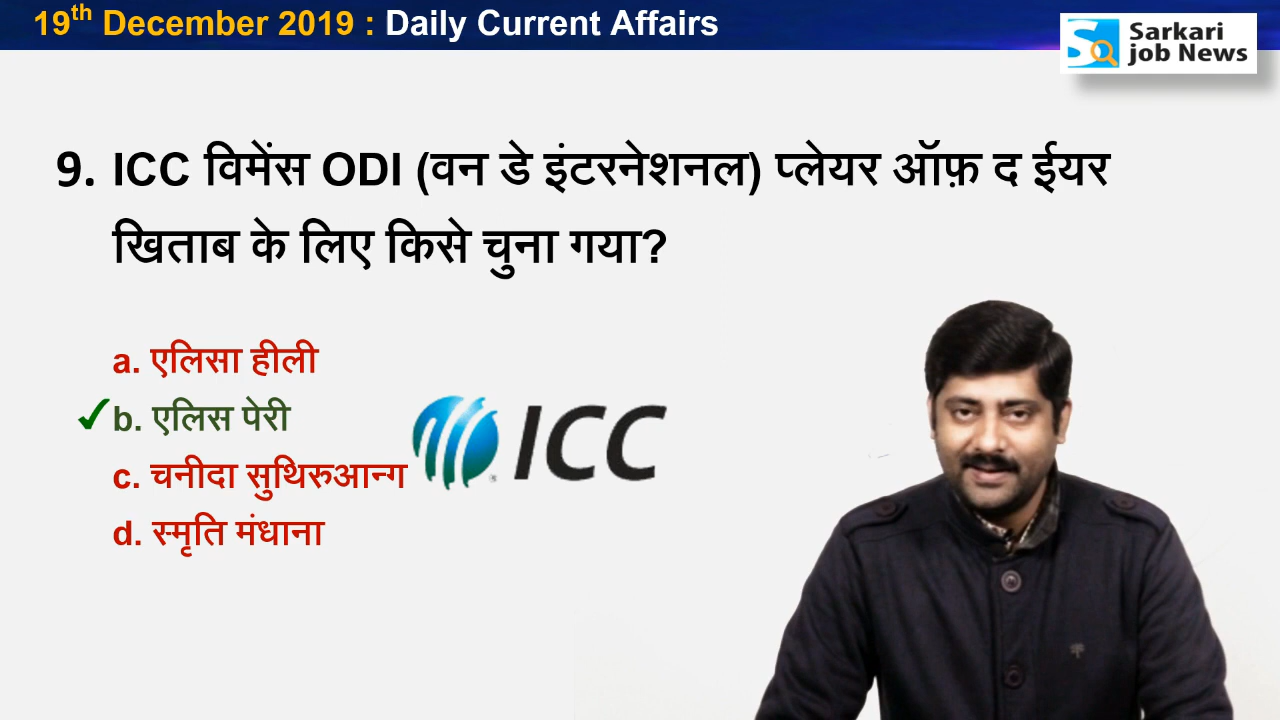 19th December 2019 : Daily Current Affairs
Sarkari
job News
9. ICC विमेंस ODI (वन डे इंटरनेशनल) प्लेयर ऑफ़ द ईयर
खिताब के लिए किसे चुना गया?
a. एलिसा हीली
b. एलिस पेरी
c. चनीदा सुथिरुआन्ग
d. स्मृति मंधाना
ICC